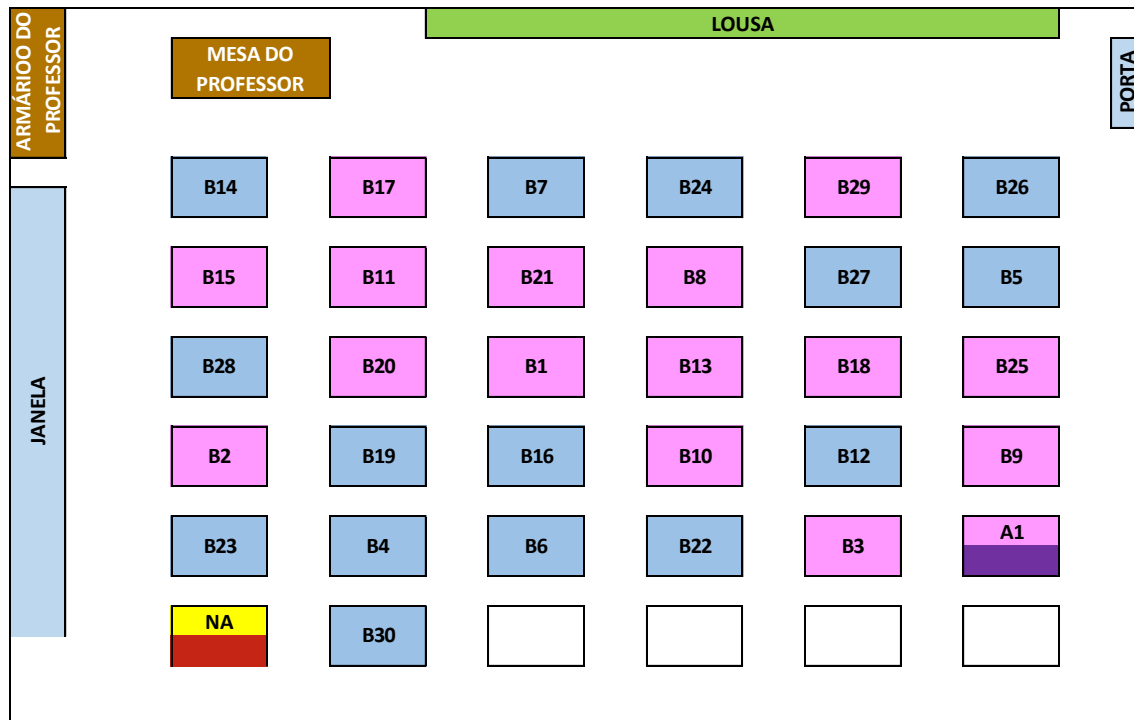 LOUSA
ARMÁRIOO DO
PROFESSOR
MESA DO
PROFESSOR
PORTA
B14 B17 B7 B24 B29 B26
B15 B11 B21 B8 B27 B5
JANELA
B28 B20 B1 B13 B18 B25
B2 B19 B16 B10 B12 B9
B23 B4 B6 B22 B3 A1
NA B30